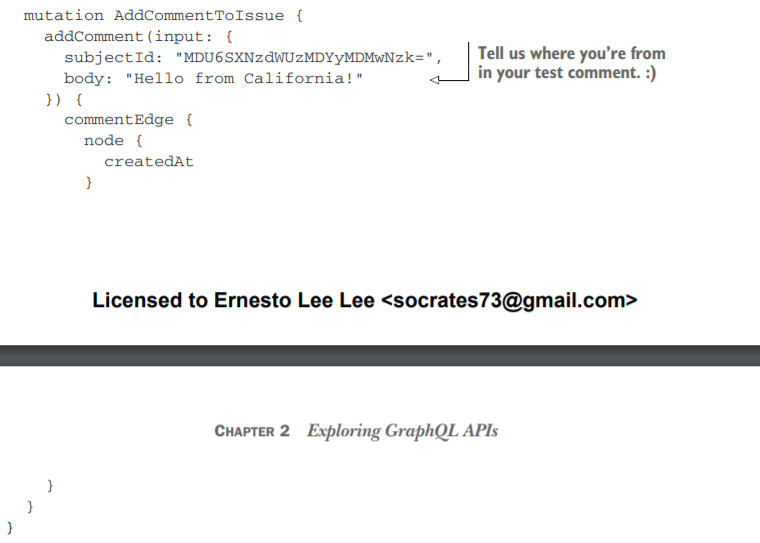 mutation AddCommentToIssue {
addComment(input: {
subjectId: "MDU6SXNzdWUzMDYyMDMwNzk=",
body: "Hello from California!"
}) {
commentEdge {
node {
createdAt
}
Tell us where you're from
in your test comment. :)
Licensed to Ernesto Lee Lee <socrates73@gmail.com>
CHAPTER 2 Exploring GraphQL APIs
}
}
}